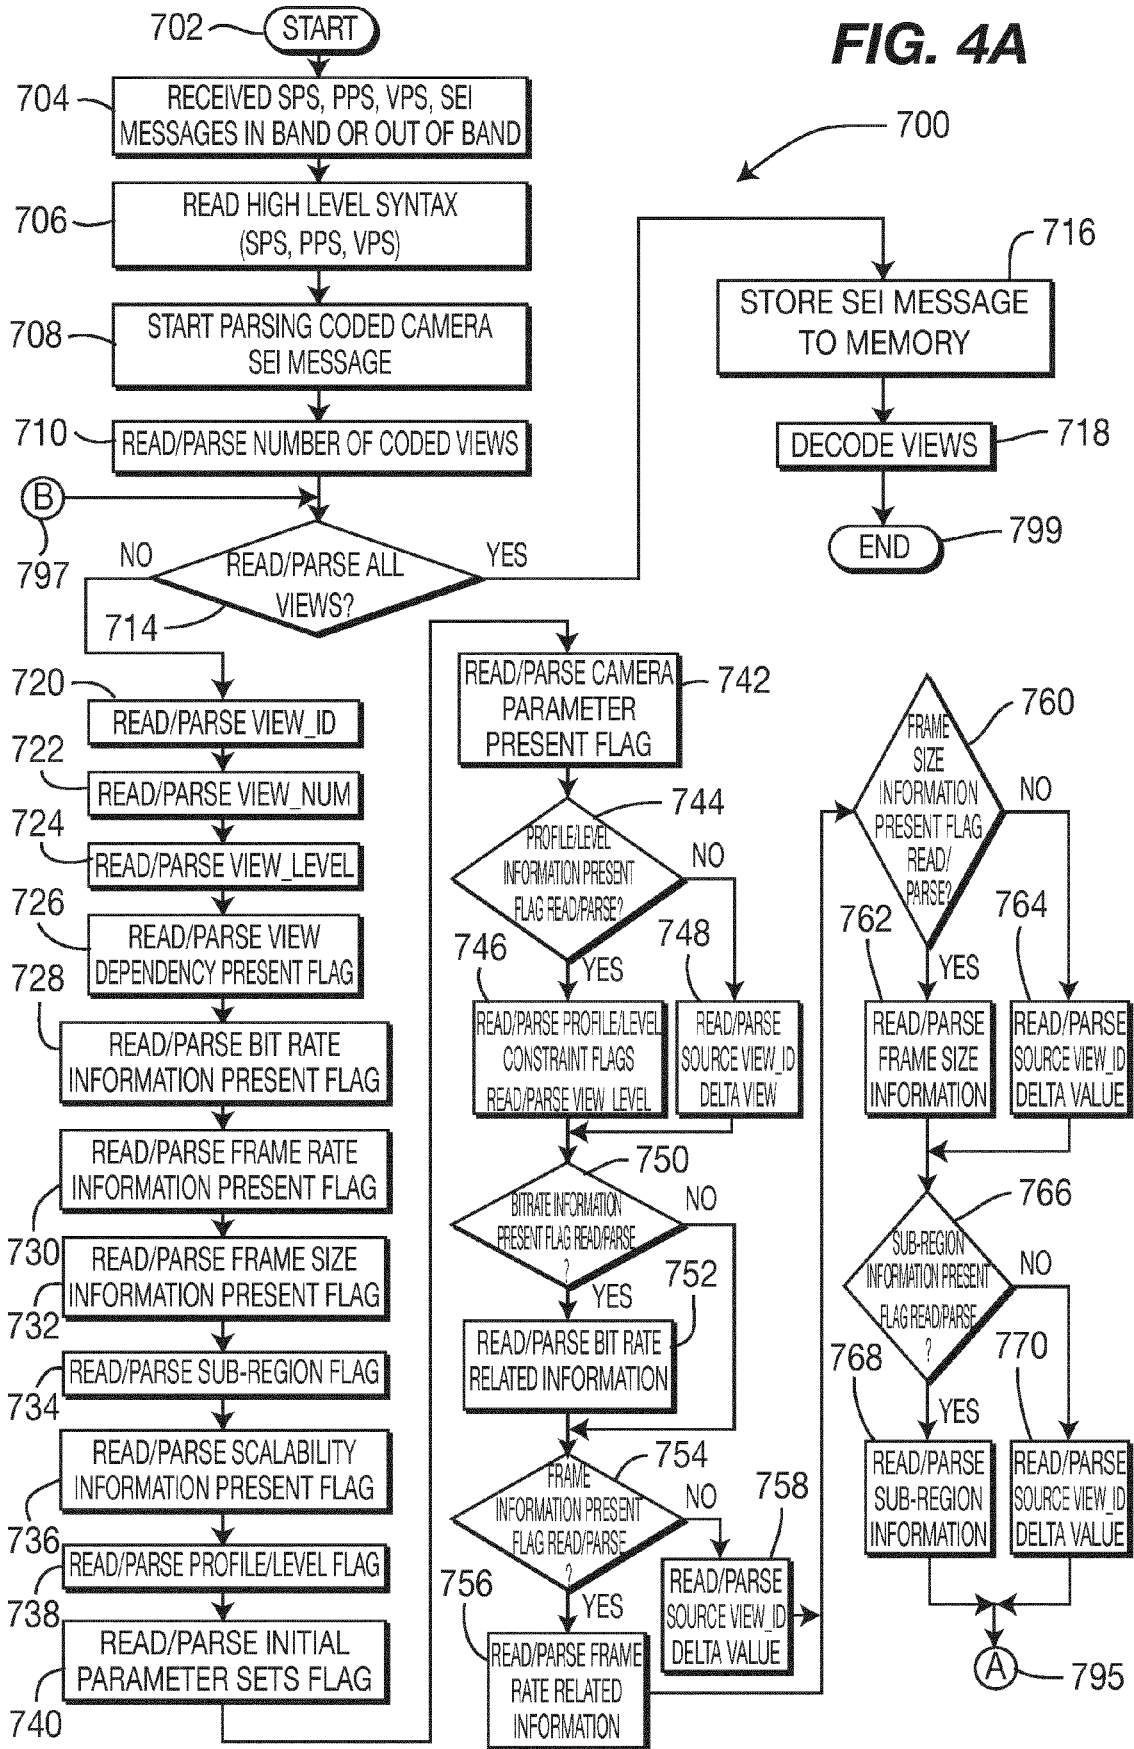 FIG. 4A
700
702
START
704
RECEIVED SPS, PPS, VPS, SEI
MESSAGES IN BAND OR OUT OF BAND
706
READ HIGH LEVEL SYNTAX
(SPS, PPS, VPS)
708
START PARSING CODED CAMERA
SEI MESSAGE
710
READ/PARSE NUMBER OF CODED VIEWS
B
797
NO
READ/PARSE ALL
VIEWS?
YES
714
716
STORE SEI MESSAGE
TO MEMORY
DECODE VIEWS
718
END
799
720
READ/PARSE VIEW_ID
722
READ/PARSE VIEW_NUM
724
READ/PARSE VIEW_LEVEL
726
READ/PARSE VIEW
DEPENDENCY PRESENT FLAG
728
READ/PARSE BIT RATE
INFORMATION PRESENT FLAG
READ/PARSE FRAME RATE
INFORMATION PRESENT FLAG
730
READ/PARSE FRAME SIZE
INFORMATION PRESENT FLAG
732
READ/PARSE SUB-REGION FLAG
734
READ/PARSE SCALABILITY
INFORMATION PRESENT FLAG
736
READ/PARSE PROFILE/LEVEL FLAG
738
READ/PARSE INITIAL
PARAMETER SETS FLAG
740
READ/PARSE CAMERA
PARAMETER
PRESENT FLAG
742
744
PROFILE/LEVEL
INFORMATION PRESENT
FLAG READ/PARSE?
NO
YES
746
READ/PARSE PROFILE/LEVEL
CONSTRAINT FLAGS
READ/PARSE VIEW_LEVEL
748
READ/PARSE
SOURCE VIEW_ID
DELTA VIEW
750
BITRATE INFORMATION
PRESENT FLAG READ/PARSE
?
NO
YES
752
READ/PARSE BIT RATE
RELATED INFORMATION
754
FRAME
INFORMATION PRESENT
FLAG READ/PARSE
?
NO
YES
756
READ/PARSE FRAME
RATE RELATED
INFORMATION
758
READ/PARSE
SOURCE VIEW_ID
DELTA VALUE
760
FRAME
SIZE
INFORMATION
PRESENT FLAG
READ/
PARSE?
NO
YES
762
READ/PARSE
FRAME SIZE
INFORMATION
764
READ/PARSE
SOURCE VIEW_ID
DELTA VALUE
766
SUB-REGION
INFORMATION PRESENT
FLAG READ/PARSE
?
NO
YES
768
READ/PARSE
SUB-REGION
INFORMATION
770
READ/PARSE
SOURCE VIEW_ID
DELTA VALUE
A
795